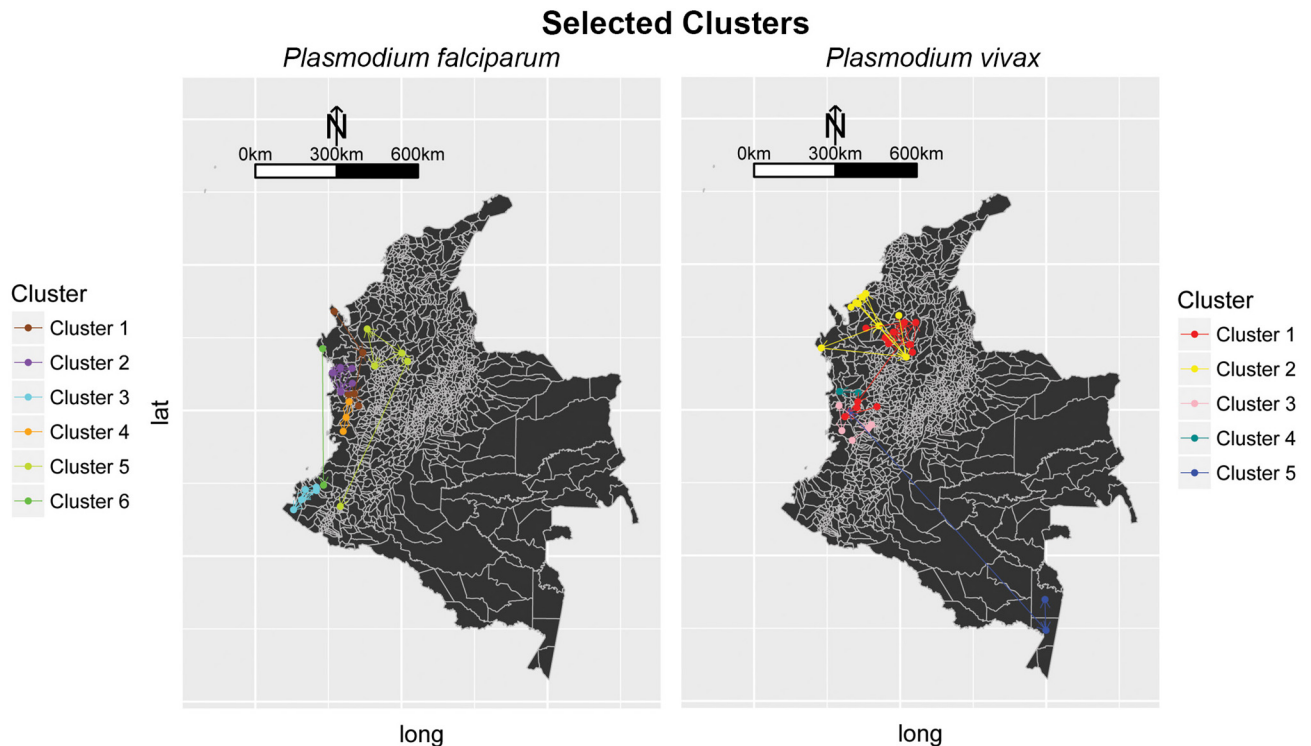 Selected Clusters
Plasmodium falciparum
Plasmodium vivax
N
0km 300km 600km
N
0km 300km 600km
Cluster
Cluster 1
Cluster 2
Cluster 3
Cluster 4
Cluster 5
Cluster 6
lat
Cluster
Cluster 1
Cluster 2
Cluster 3
Cluster 4
Cluster 5
long
long